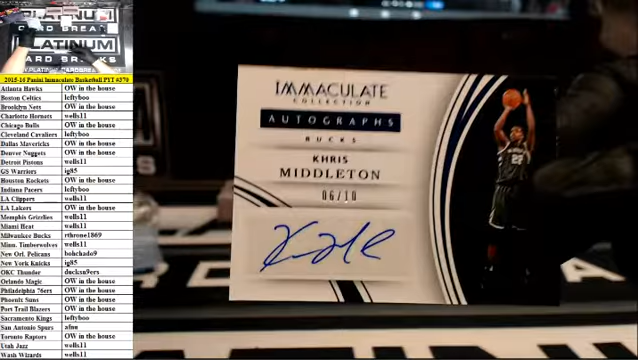 PLATINUM
CARD BREAKS
PLATINUM
2015-16 Panini Immaculate Basketball PYT #370
Atlanta Hawks OW in the house
Boston Celtics leftyboo
Brooklyn Nets OW in the house
Charlotte Hornets wells11
Chicago Bulls OW in the house
Cleveland Cavaliers leftyboo
Dallas Mavericks OW in the house
Denver Nuggets OW in the house
Detroit Pistons wells11
GS Warriors ig85
Houston Rockets OW in the house
Indiana Pacers leftyboo
LA Clippers wells11
LA Lakers OW in the house
Memphis Grizzlies wells11
Miami Heat wells11
Milwaukee Bucks rthrone1869
Minn. Timberwolves wells11
New Orl. Pelicans bohchado9
New York Knicks ig85
OKC Thunder ducksn9ers
Orlando Magic OW in the house
Philadelphia 76ers OW in the house
Phoenix Suns OW in the house
Port Trail Blazers OW in the house
Sacramento Kings leftyboo
San Antonio Spurs afne
Toronto Raptors OW in the house
Utah Jazz wells11
Wash Wizards wells11
IMMACULATE
COLLECTION
AUTOGRAPHS
BUCKS
KHRIS
MIDDLETON
06/10
22